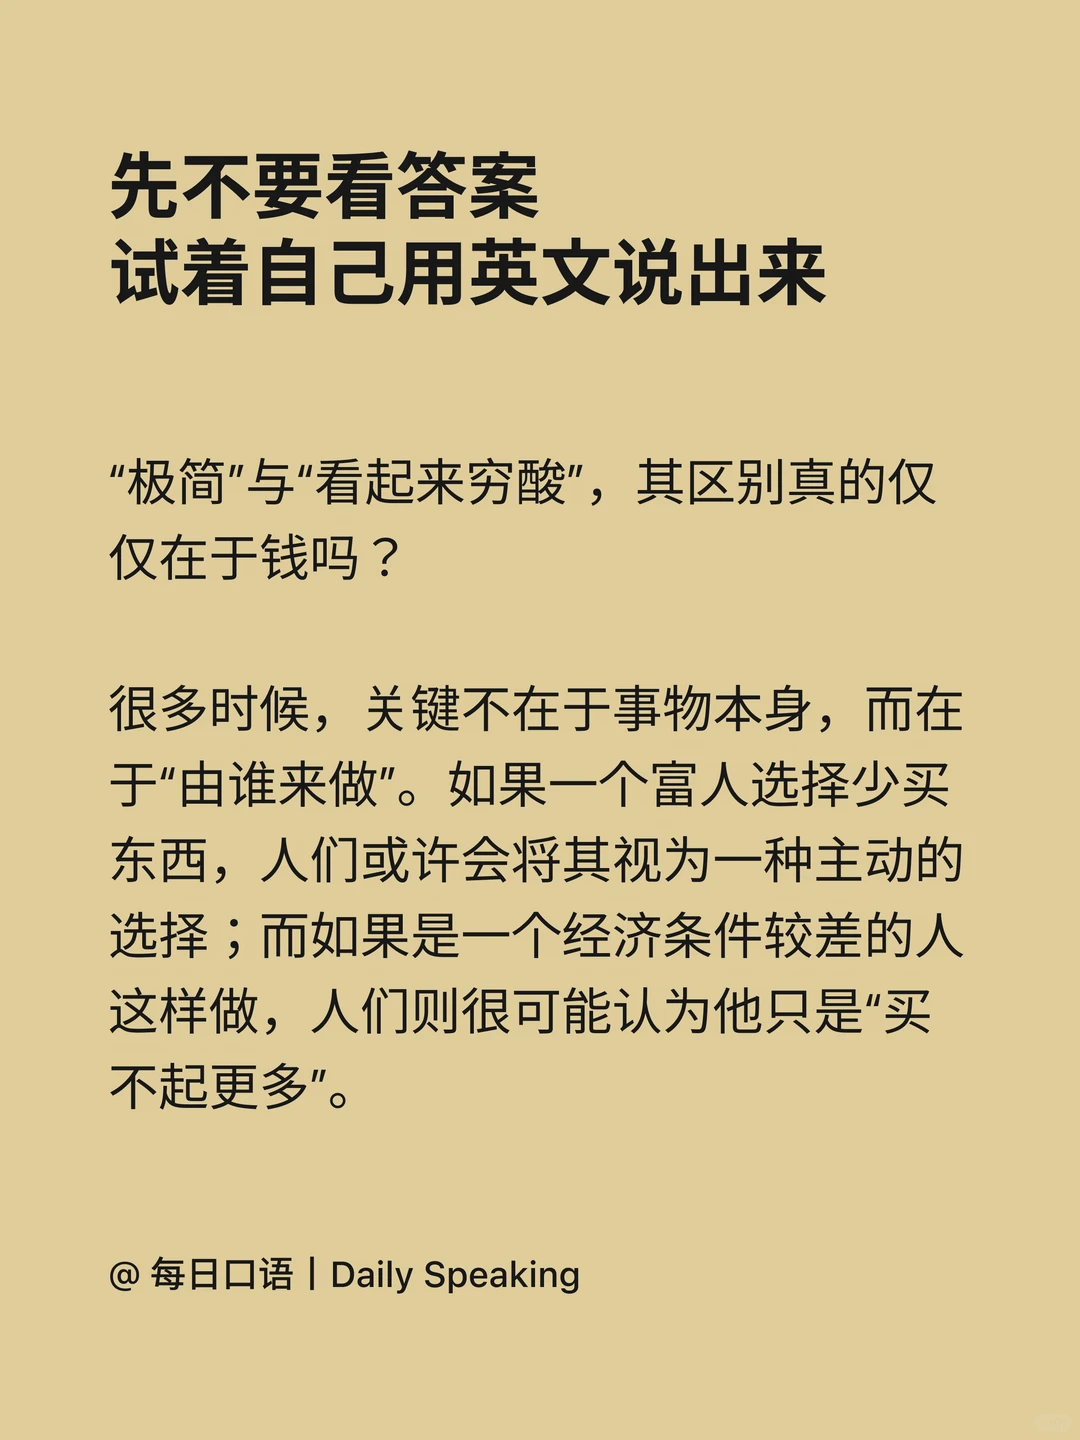 先不要看答案
试着自己用英文说出来
“极简”与“看起来穷酸”，其区别真的仅
仅在于钱吗？
很多时候，关键不在于事物本身，而在
于“由谁来做”。如果一个富人选择少买
东西，人们或许会将其视为一种主动的
选择；而如果是一个经济条件较差的人
这样做，人们则很可能认为他只是“买
不起更多”。
@ 每日口语｜Daily Speaking